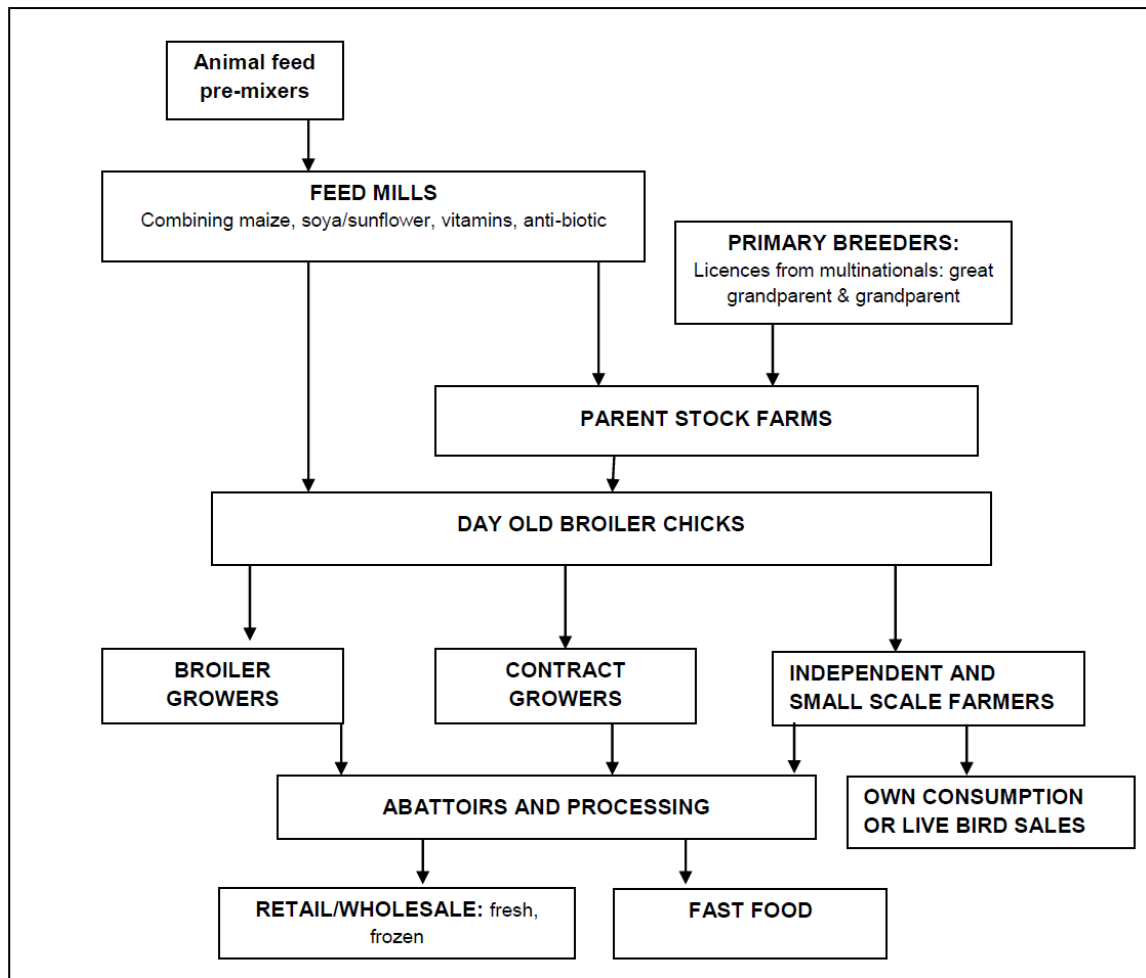 Animal feed
pre-mixers
FEED MILLS
Combining maize, soya/sunflower, vitamins, anti-biotic
PRIMARY BREEDERS:
Licences from multinationals: great
grandparent & grandparent
PARENT STOCK FARMS
DAY OLD BROILER CHICKS
BROILER
GROWERS
CONTRACT
GROWERS
INDEPENDENT AND
SMALL SCALE FARMERS
ABATTOIRS AND PROCESSING
OWN CONSUMPTION
OR LIVE BIRD SALES
RETAIL/WHOLESALE: fresh,
frozen
FAST FOOD